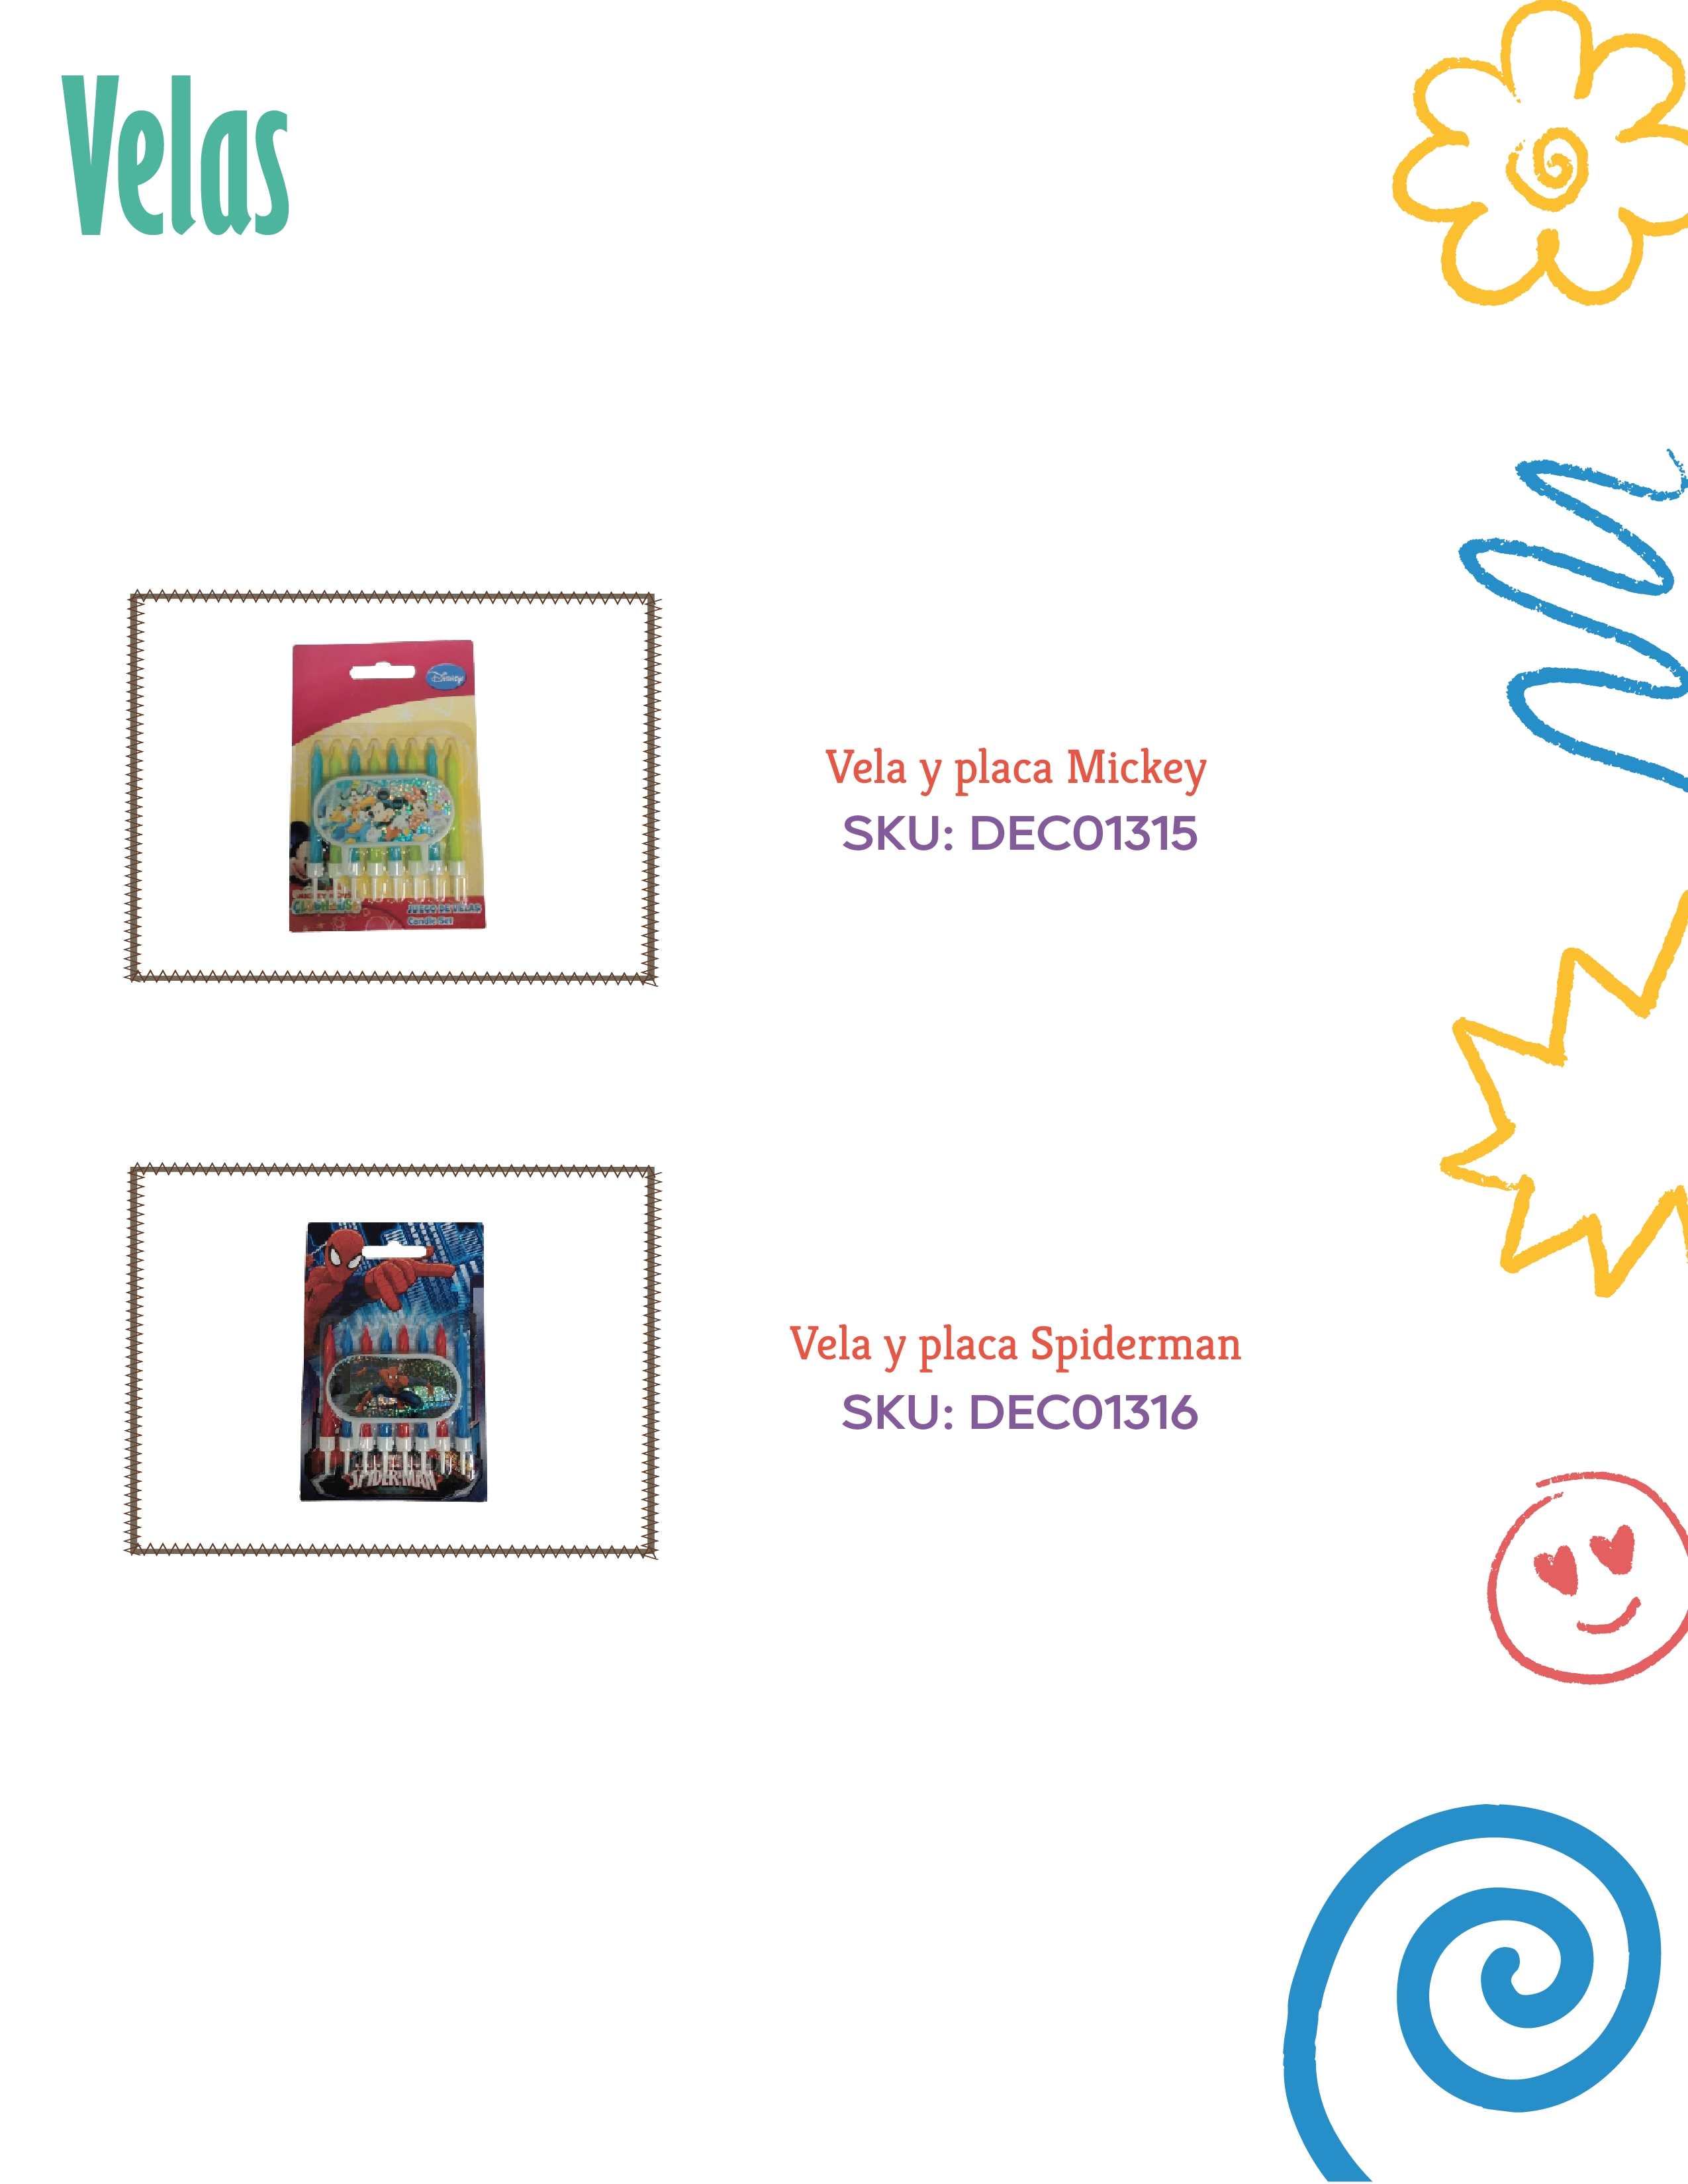 Velas
Disney
CLUBHOUSE
JUEGO DE VELAS
Candle Set
Vela y placa Mickey
SKU: DEC01315
SPIDER-MAN
Vela y placa Spiderman
SKU: DEC01316